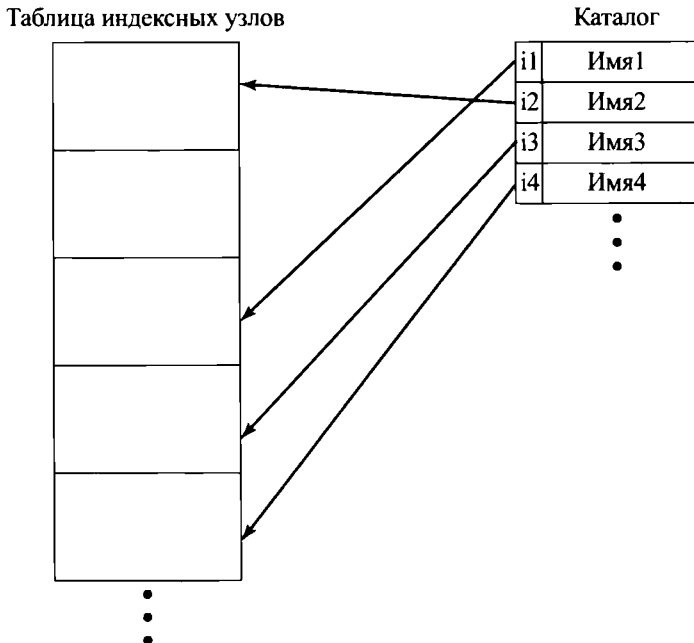 Таблица индексных узлов
Каталог
i1 Имя1
i2 Имя2
i3 Имя3
i4 Имя4